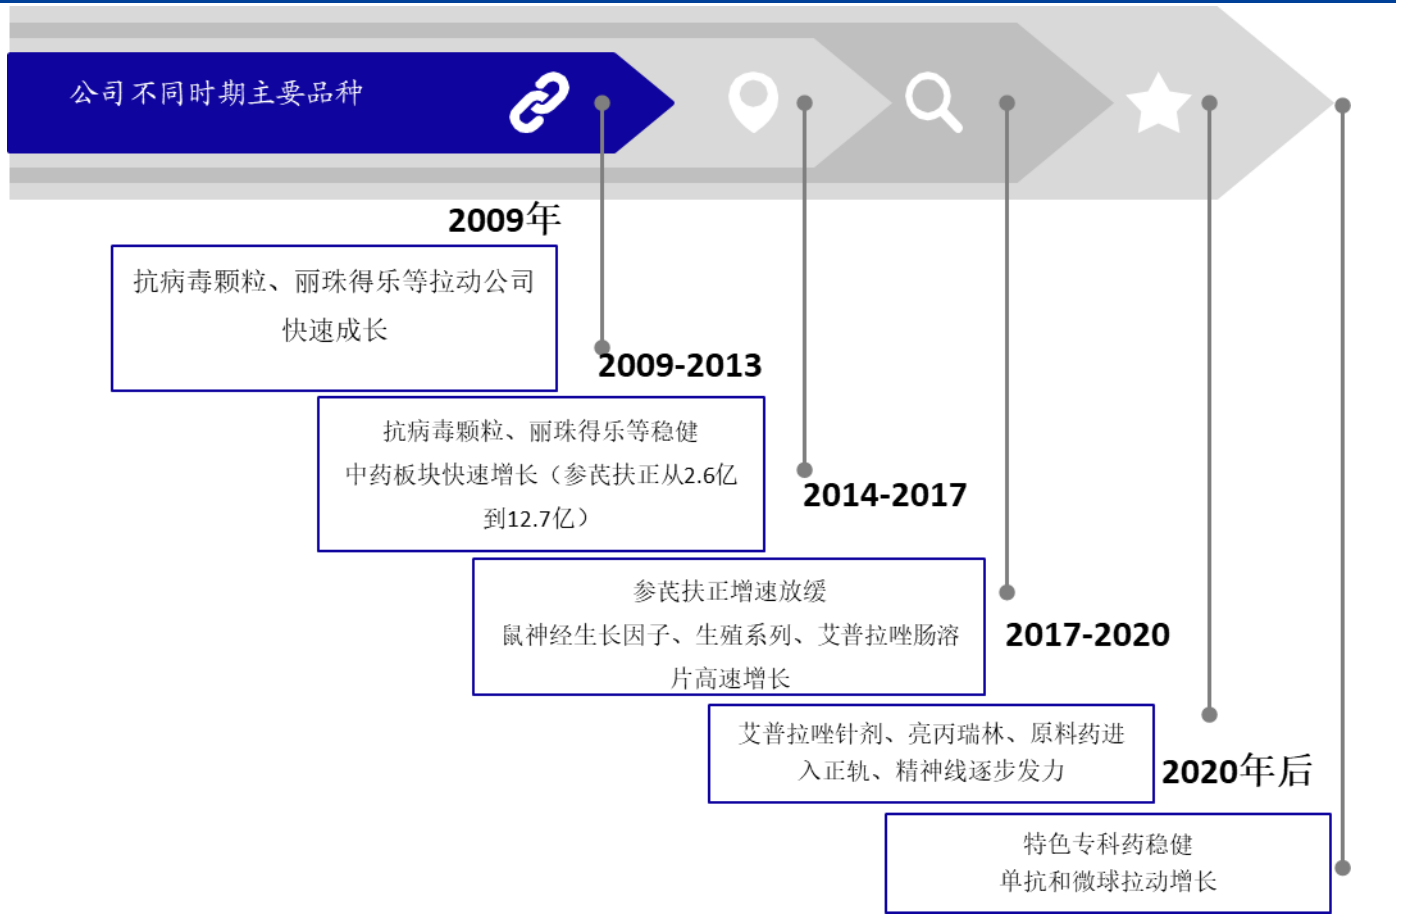 公司不同时期主要品种
2009年
抗病毒颗粒、丽珠得乐等拉动公司
快速成长
2009-2013
抗病毒颗粒、丽珠得乐等稳健
中药板块快速增长（参芪扶正从2.6亿
到12.7亿）
2014-2017
参芪扶正增速放缓
鼠神经生长因子、生殖系列、艾普拉唑肠溶
片高速增长
2017-2020
艾普拉唑针剂、亮丙瑞林、原料药进
入正轨、精神线逐步发力
2020年后
特色专科药稳健
单抗和微球拉动增长